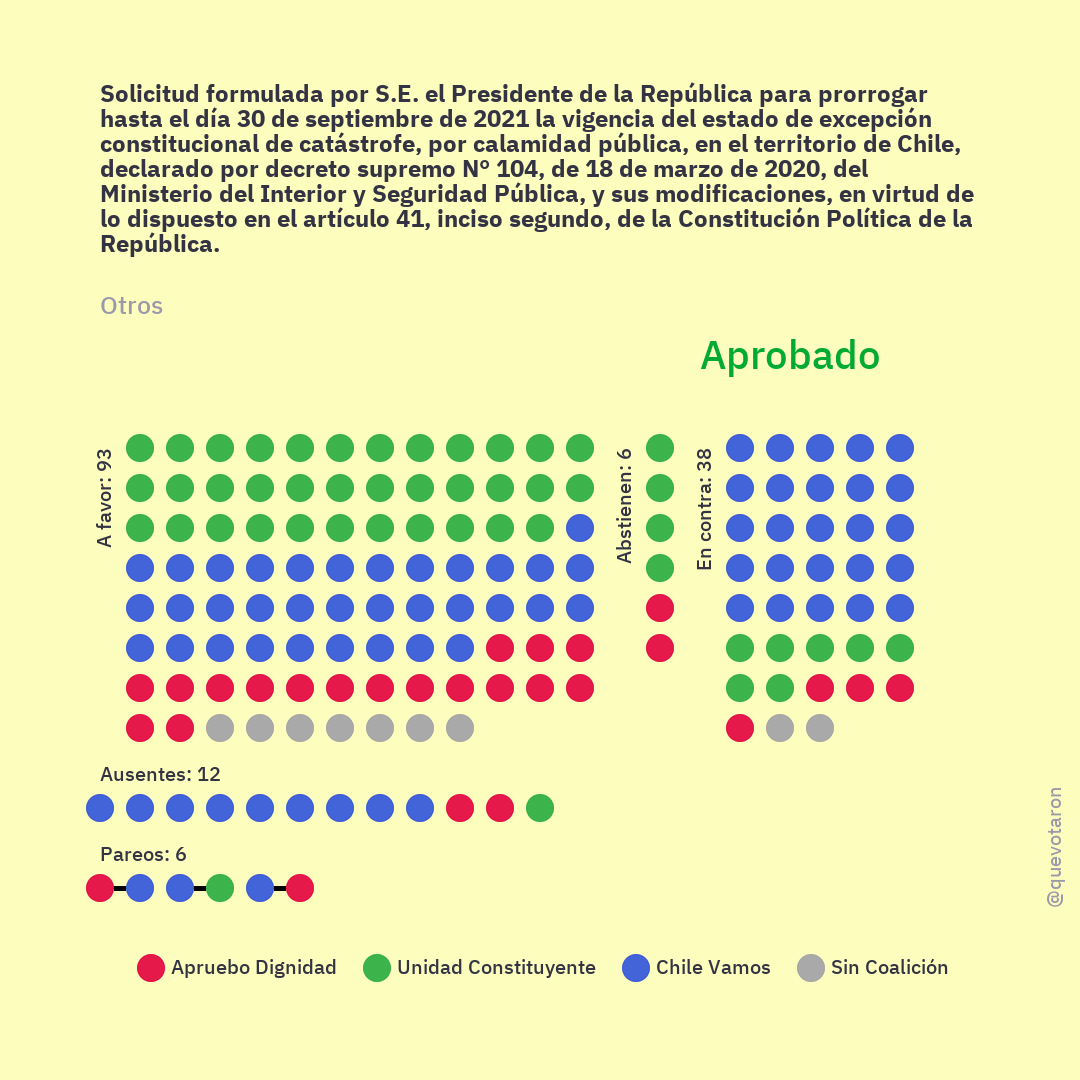 Solicitud formulada por S.E. el Presidente de la República para prorrogar
hasta el día 30 de septiembre de 2021 la vigencia del estado de excepción
constitucional de catástrofe, por calamidad pública, en el territorio de Chile,
declarado por decreto supremo N° 104, de 18 de marzo de 2020, del
Ministerio del Interior y Seguridad Pública, y sus modificaciones, en virtud de
lo dispuesto en el artículo 41, inciso segundo, de la Constitución Política de la
República.
Otros
Aprobado
A favor: 93
Abstienen: 6
En contra: 38
Ausentes: 12
Pareos: 6
@quevotaron
Apruebo Dignidad
Unidad Constituyente
Chile Vamos
Sin Coalición